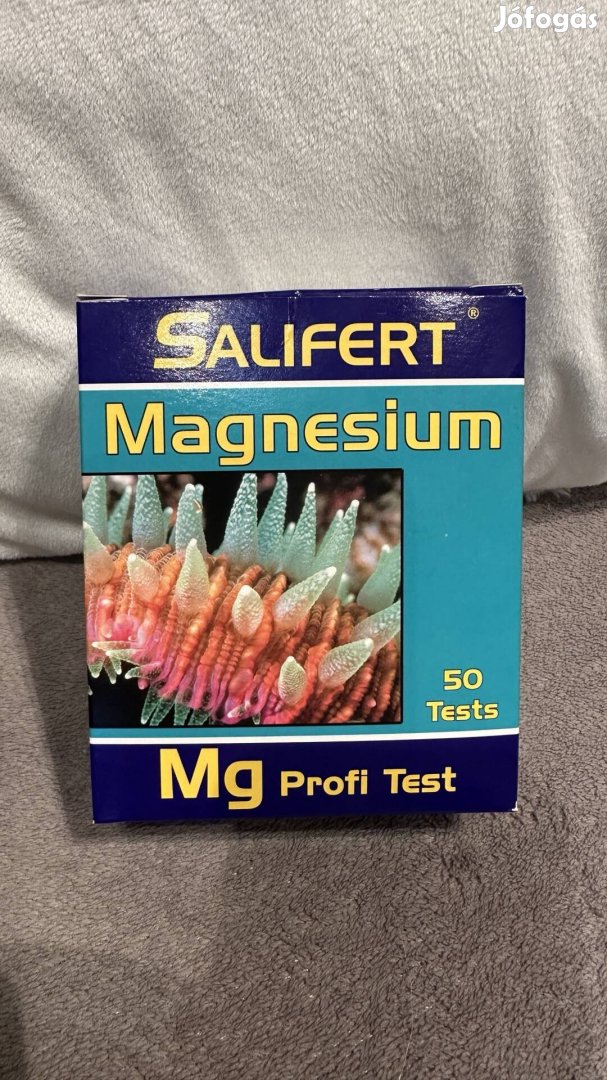 Jófogás
SALIFERT®
Magnesium
50
Tests
Mg Profi Test